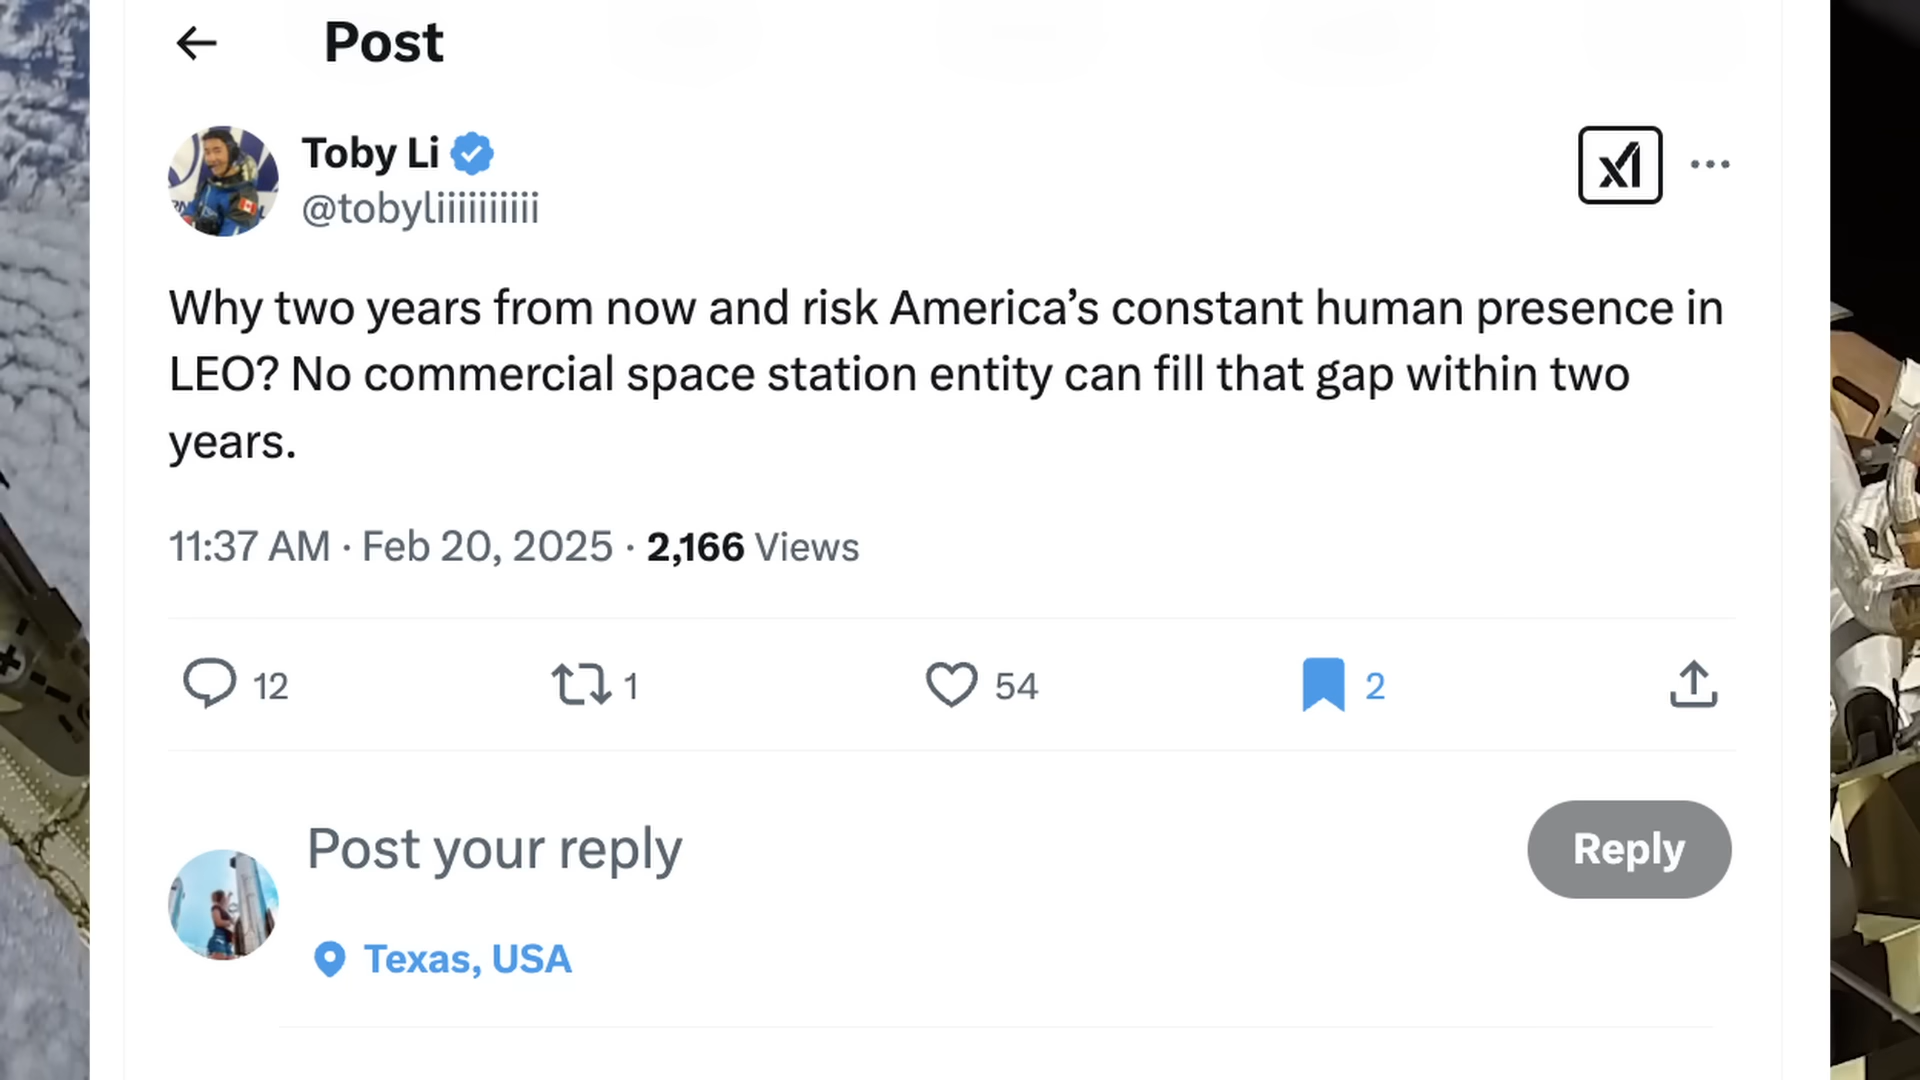 Post
Toby Li
@tobyliiiiiiiiii
Why two years from now and risk America’s constant human presence in
LEO? No commercial space station entity can fill that gap within two
years.
11:37 AM · Feb 20, 2025 · 2,166 Views
12
1
54
2
Post your reply
Reply
Texas, USA